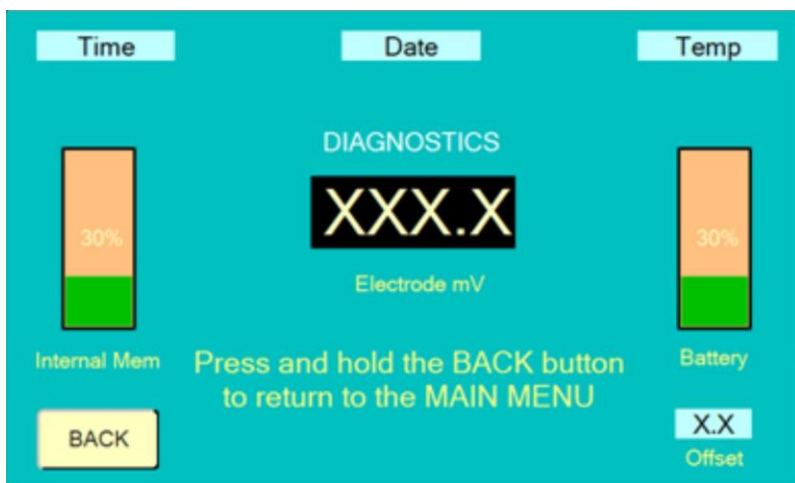 Time
Date
Temp
DIAGNOSTICS
XXX.X
30%
30%
Electrode mV
Internal Mem
Press and hold the BACK button
to return to the MAIN MENU
Battery
BACK
X.X
Offset